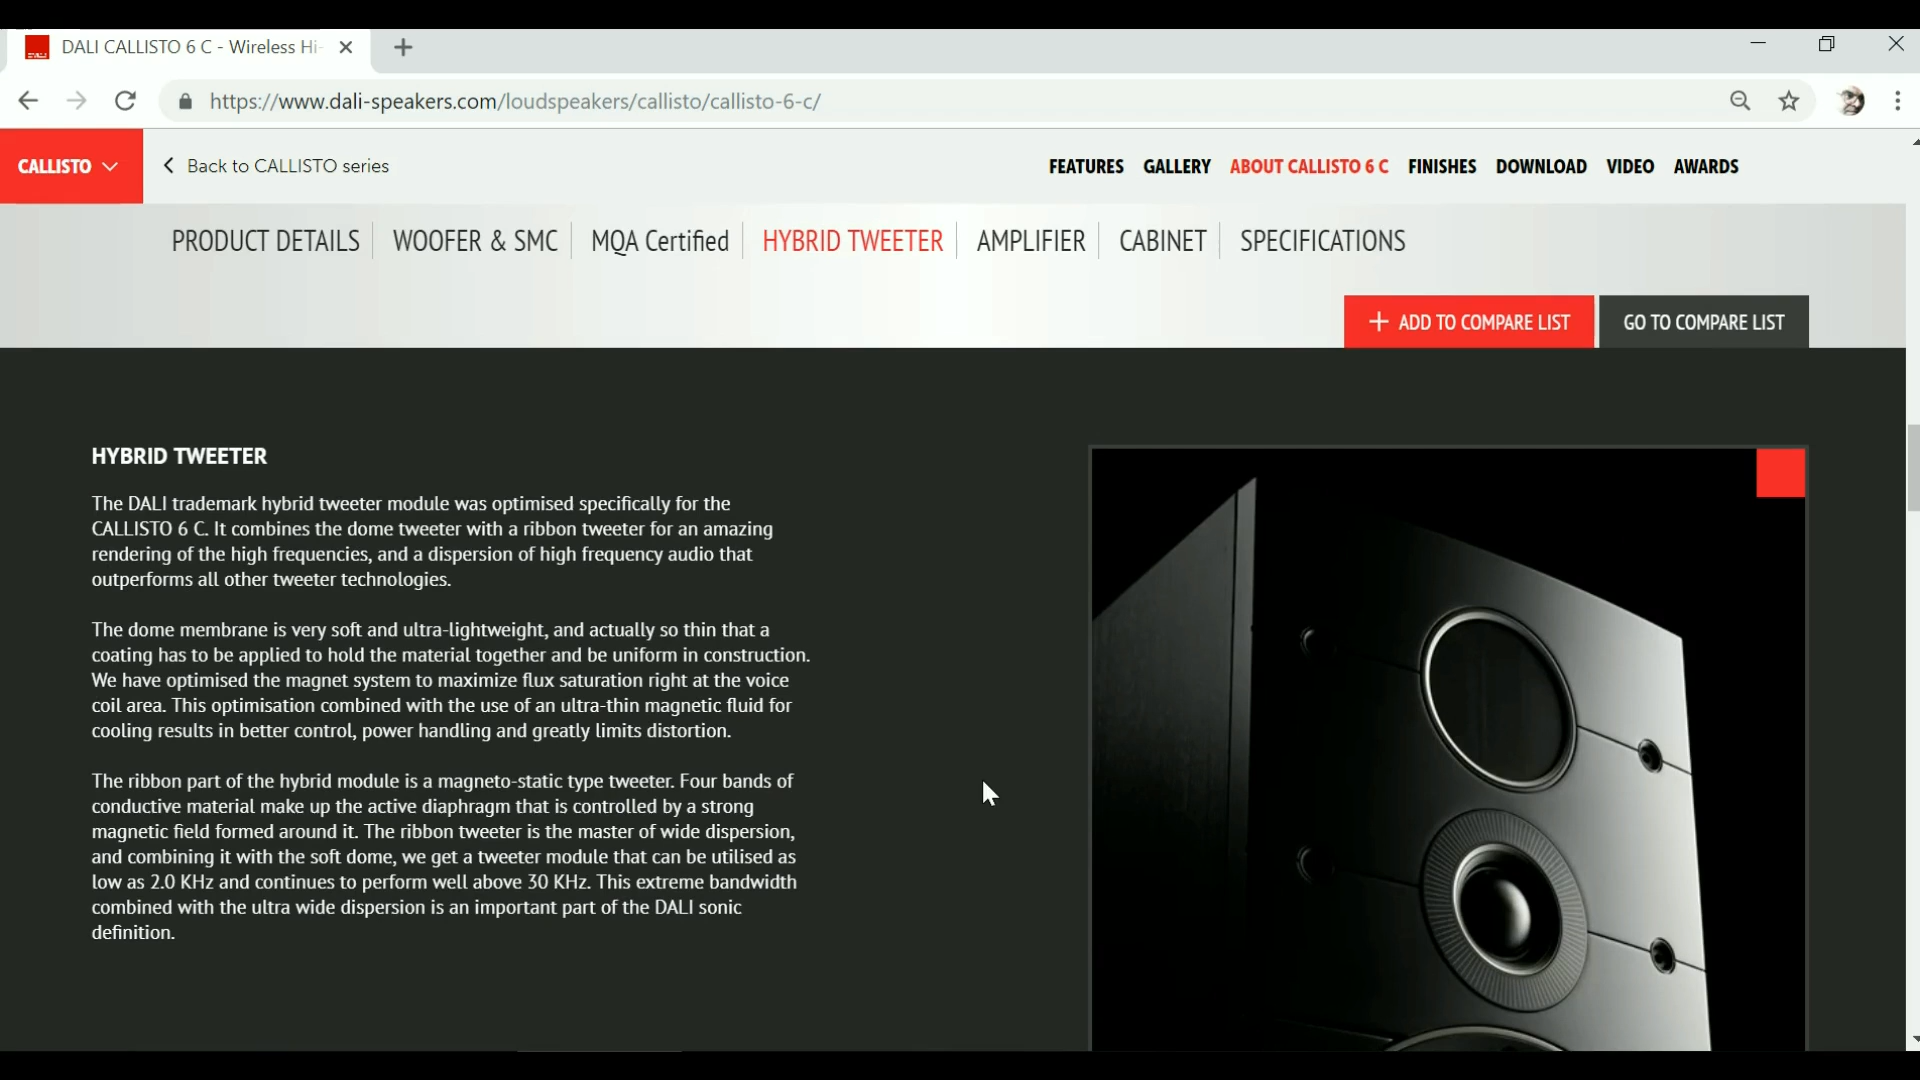 DALI CALLISTO 6 C - Wireless Hi-
https://www.dali-speakers.com/loudspeakers/callisto/callisto-6-c/
CALLISTO
Back to CALLISTO series
FEATURES GALLERY ABOUT CALLISTO 6 C FINISHES DOWNLOAD VIDEO AWARDS
PRODUCT DETAILS WOOFER & SMC MQA Certified HYBRID TWEETER AMPLIFIER CABINET SPECIFICATIONS
+ ADD TO COMPARE LIST GO TO COMPARE LIST
HYBRID TWEETER
The DALI trademark hybrid tweeter module was optimised specifically for the
CALLISTO 6 C. It combines the dome tweeter with a ribbon tweeter for an amazing
rendering of the high frequencies, and a dispersion of high frequency audio that
outperforms all other tweeter technologies.
The dome membrane is very soft and ultra-lightweight, and actually so thin that a
coating has to be applied to hold the material together and be uniform in construction.
We have optimised the magnet system to maximize flux saturation right at the voice
coil area. This optimisation combined with the use of an ultra-thin magnetic fluid for
cooling results in better control, power handling and greatly limits distortion.
The ribbon part of the hybrid module is a magneto-static type tweeter. Four bands of
conductive material make up the active diaphragm that is controlled by a strong
magnetic field formed around it. The ribbon tweeter is the master of wide dispersion,
and combining it with the soft dome, we get a tweeter module that can be utilised as
low as 2.0 KHz and continues to perform well above 30 KHz. This extreme bandwidth
combined with the ultra wide dispersion is an important part of the DALI sonic
definition.